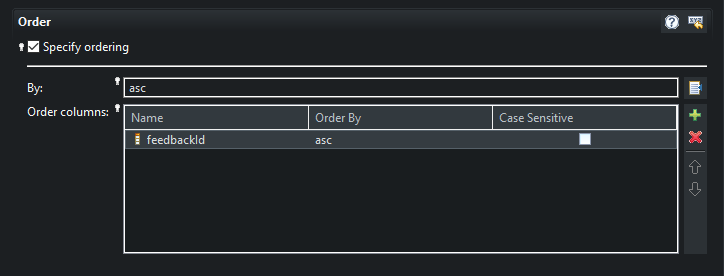 Order
Specify ordering
By: asc
Order columns:
Name Order By Case Sensitive
feedbackId asc